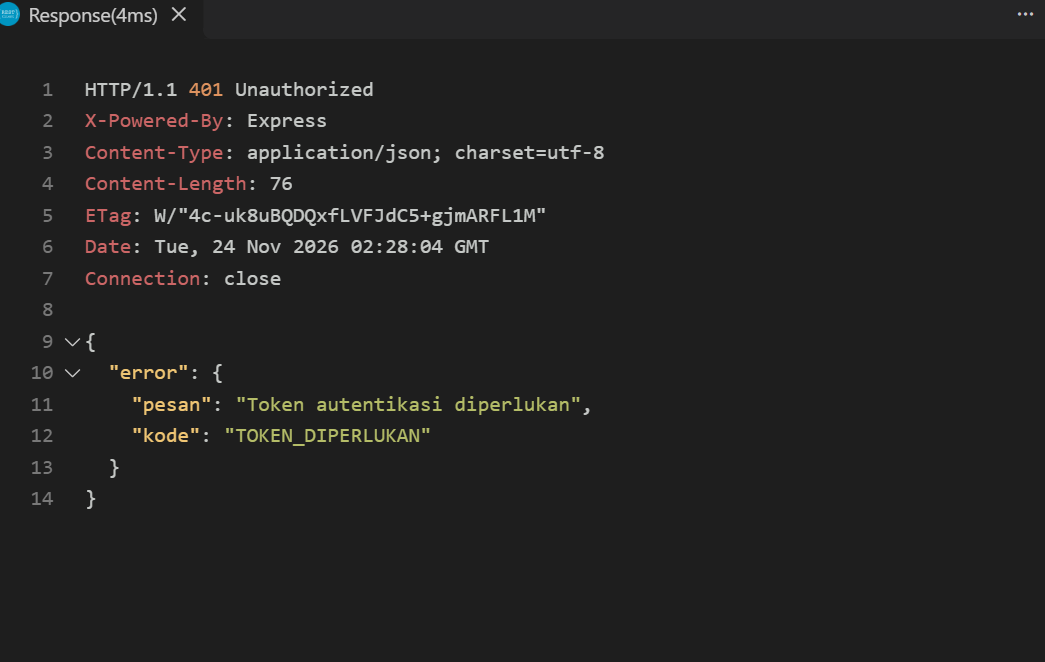 Response(4ms)
1 HTTP/1.1 401 Unauthorized
2 X-Powered-By: Express
3 Content-Type: application/json; charset=utf-8
4 Content-Length: 76
5 ETag: W/"4c-uk8uBQDQxfLVFJdC5+gjmARFL1M"
6 Date: Tue, 24 Nov 2026 02:28:04 GMT
7 Connection: close
8
9 {
10 "error": {
11 "pesan": "Token autentikasi diperlukan",
12 "kode": "TOKEN_DIPERLUKAN"
13 }
14 }